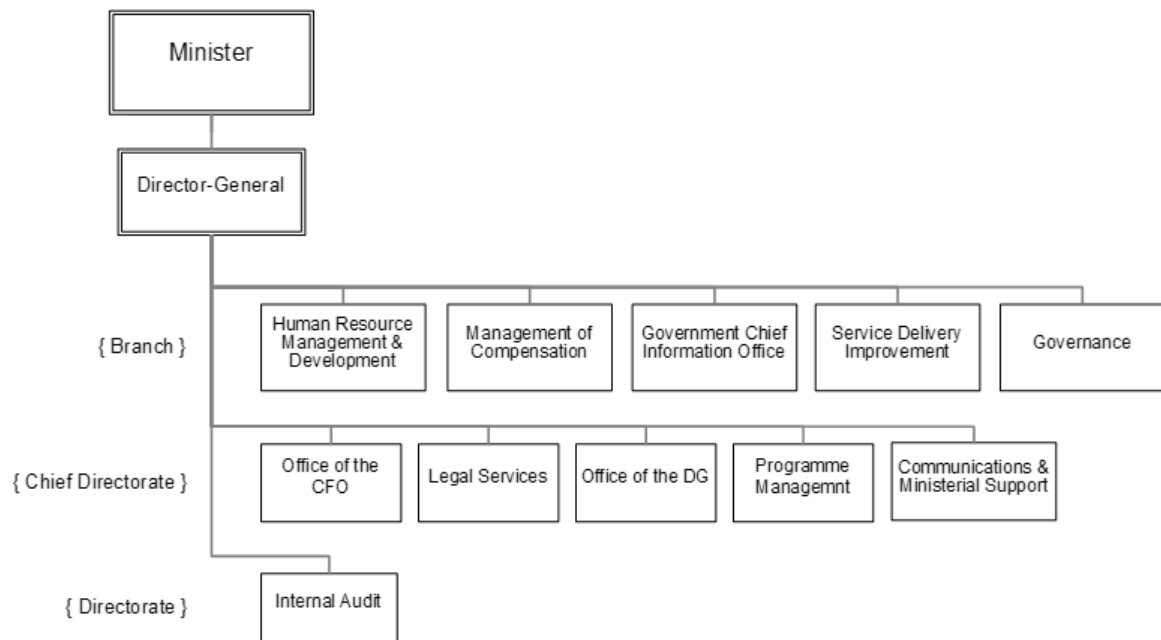 Minister
Director-General
{ Branch }
Human Resource
Management &
Development
Management of
Compensation
Government Chief
Information Office
Service Delivery
Improvement
Governance
{ Chief Directorate }
Office of the
CFO
Legal Services
Office of the DG
Programme
Managemnt
Communications &
Ministerial Support
{ Directorate }
Internal Audit